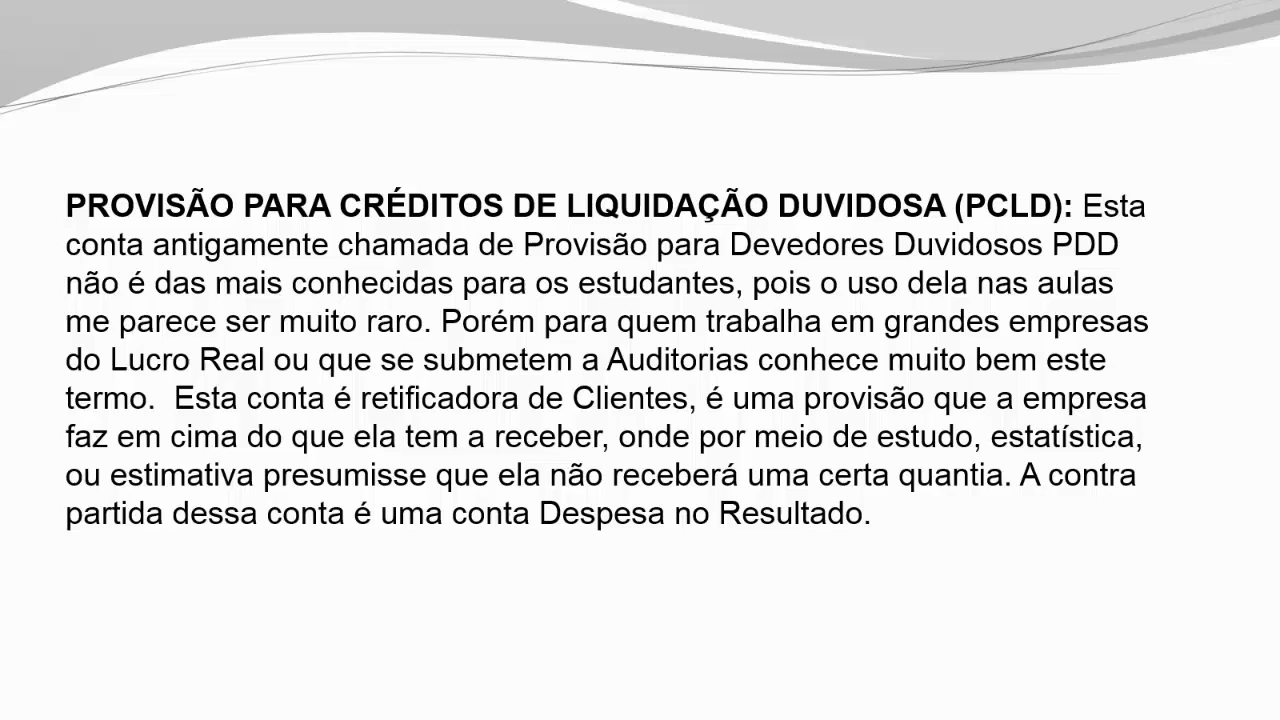 PROVISÃO PARA CRÉDITOS DE LIQUIDAÇÃO DUVIDOSA (PCLD): Esta
conta antigamente chamada de Provisão para Devedores Duvidosos PDD
não é das mais conhecidas para os estudantes, pois o uso dela nas aulas
me parece ser muito raro. Porém para quem trabalha em grandes empresas
do Lucro Real ou que se submetem a Auditorias conhece muito bem este
termo.  Esta conta é retificadora de Clientes, é uma provisão que a empresa
faz em cima do que ela tem a receber, onde por meio de estudo, estatística,
ou estimativa presumisse que ela não receberá uma certa quantia. A contra
partida dessa conta é uma conta Despesa no Resultado.